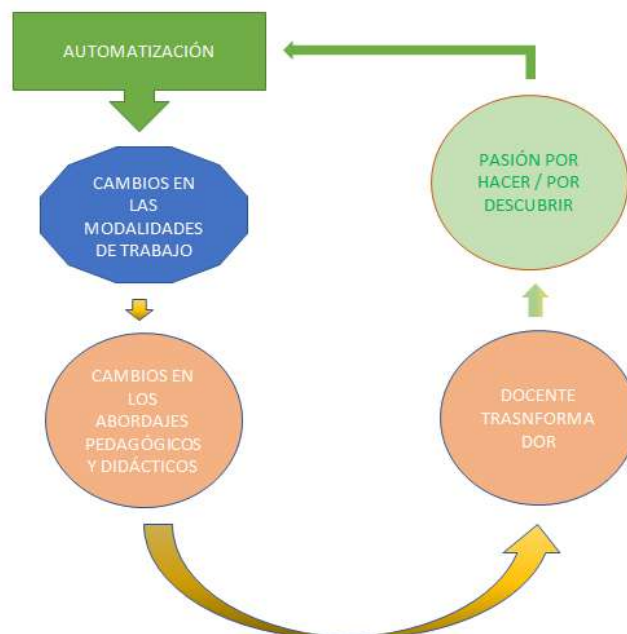 AUTOMATIZACIÓN
CAMBIOS EN
LAS
MODALIDADES
DE TRABAJO
CAMBIOS EN
LOS
ABORDAJES
PEDAGÓGICOS
Y DIDÁCTICOS
DOCENTE
TRASNFORMA
DOR
PASIÓN POR
HACER / POR
DESCUBRIR